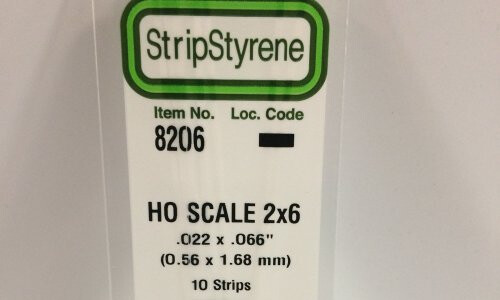 StripStyrene
Item No. Loc. Code
8206
HO SCALE 2x6
.022 x .066"
(0.56 x 1.68 mm)
10 Strips